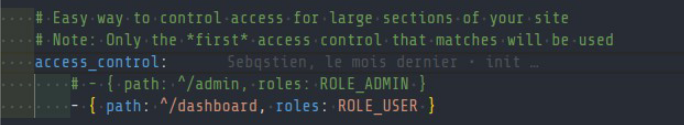 # Easy way to control access for large sections of your site
# Note: Only the *first* access control that matches will be used
access_control: Sebqstien, le mois dernier • init …
# - { path: ^/admin, roles: ROLE_ADMIN }
- { path: ^/dashboard, roles: ROLE_USER }